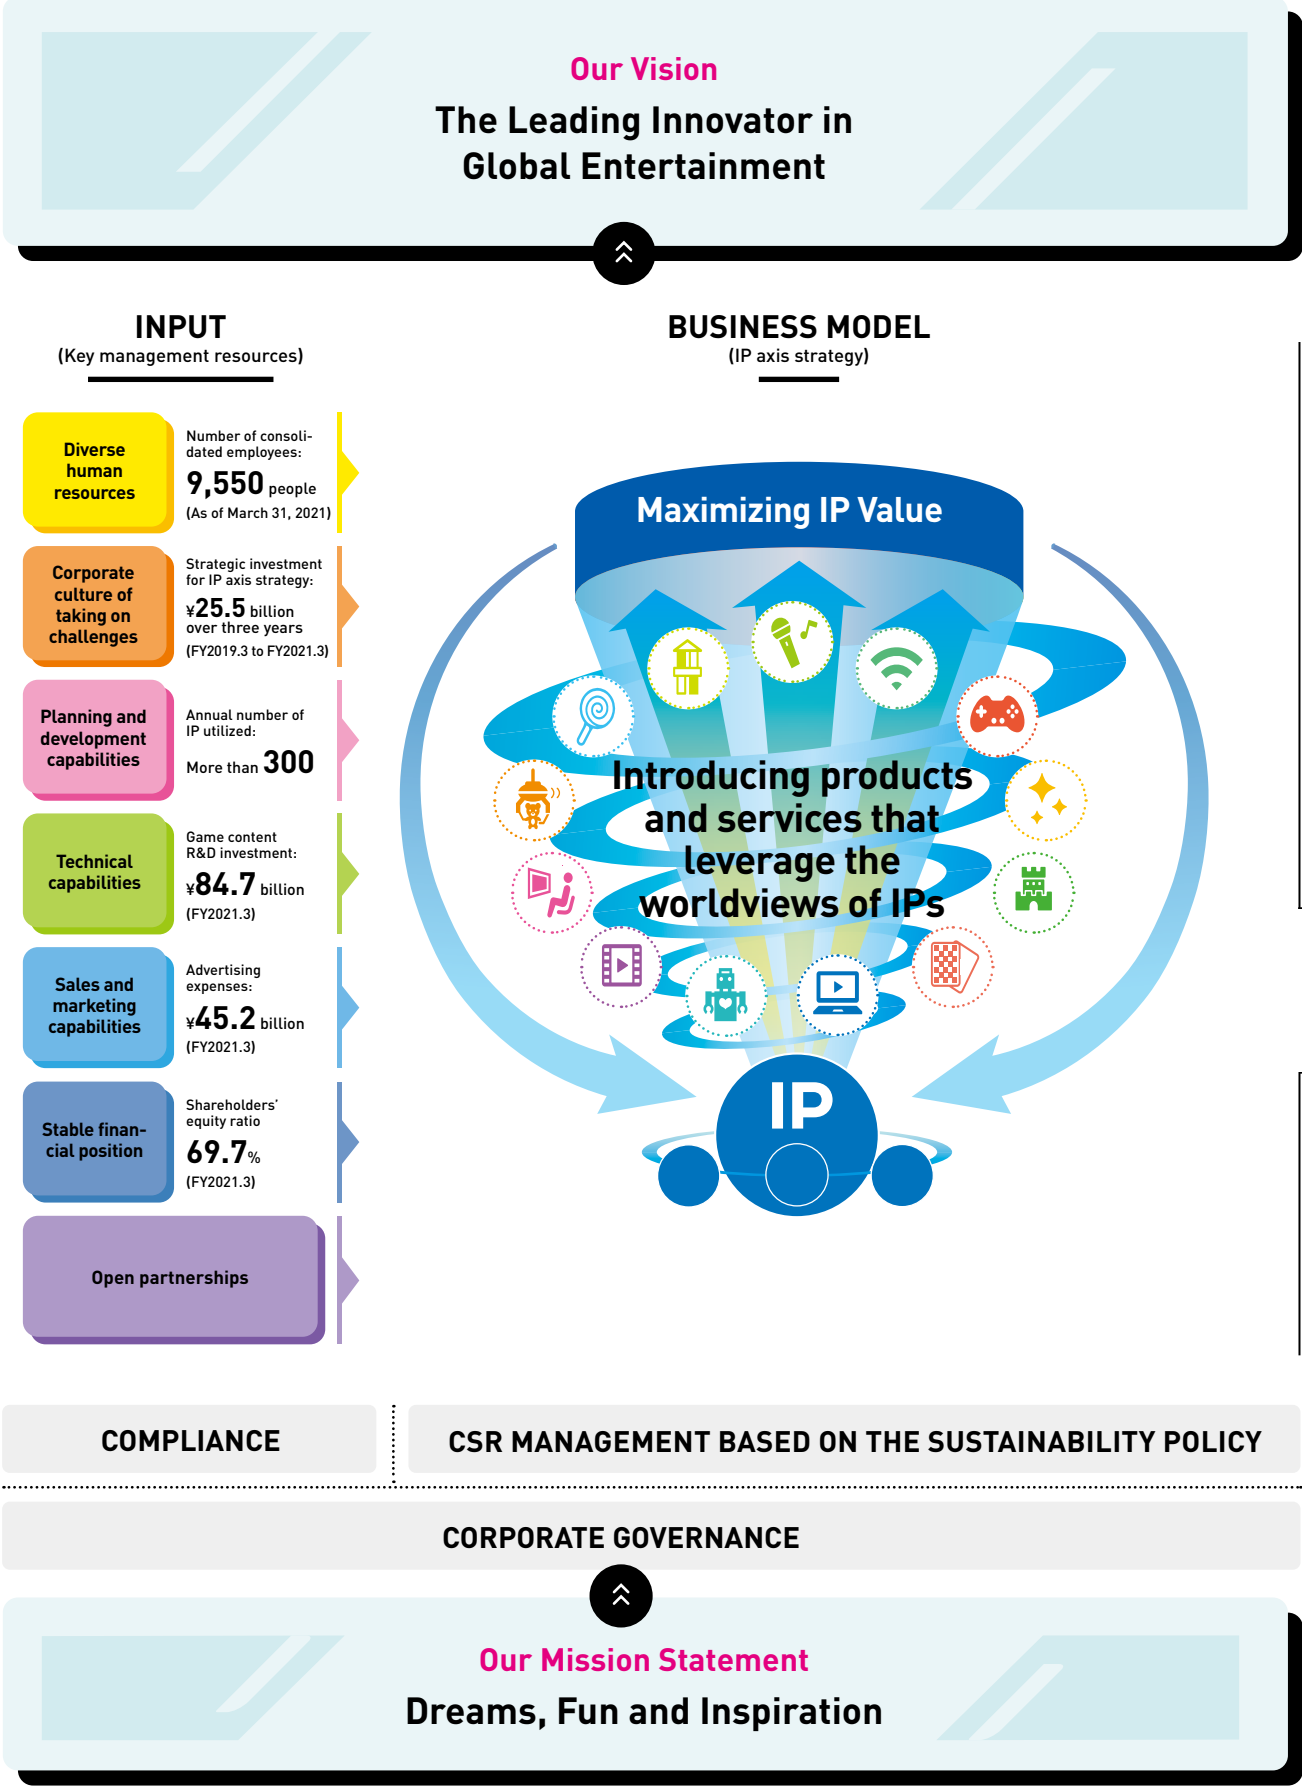 Our Vision
The Leading Innovator in
Global Entertainment
INPUT
(Key management resources)
Diverse
human
resources
Number of consoli-
dated employees:
9,550 people
(As of March 31, 2021)
Corporate
culture of
taking on
challenges
Strategic investment
for IP axis strategy:
¥25.5 billion
over three years
(FY2019.3 to FY2021.3)
Planning and
development
capabilities
Annual number of
IP utilized:
More than 300
Technical
capabilities
Game content
R&D investment:
¥84.7 billion
(FY2021.3)
Sales and
marketing
capabilities
Advertising
expenses:
¥45.2 billion
(FY2021.3)
Stable finan-
cial position
Shareholders'
equity ratio
69.7%
(FY2021.3)
Open partnerships
BUSINESS MODEL
(IP axis strategy)
Maximizing IP Value
Introducing products
and services that
leverage the
worldviews of IPs
IP
COMPLIANCE
CSR MANAGEMENT BASED ON THE SUSTAINABILITY POLICY
CORPORATE GOVERNANCE
Our Mission Statement
Dreams, Fun and Inspiration